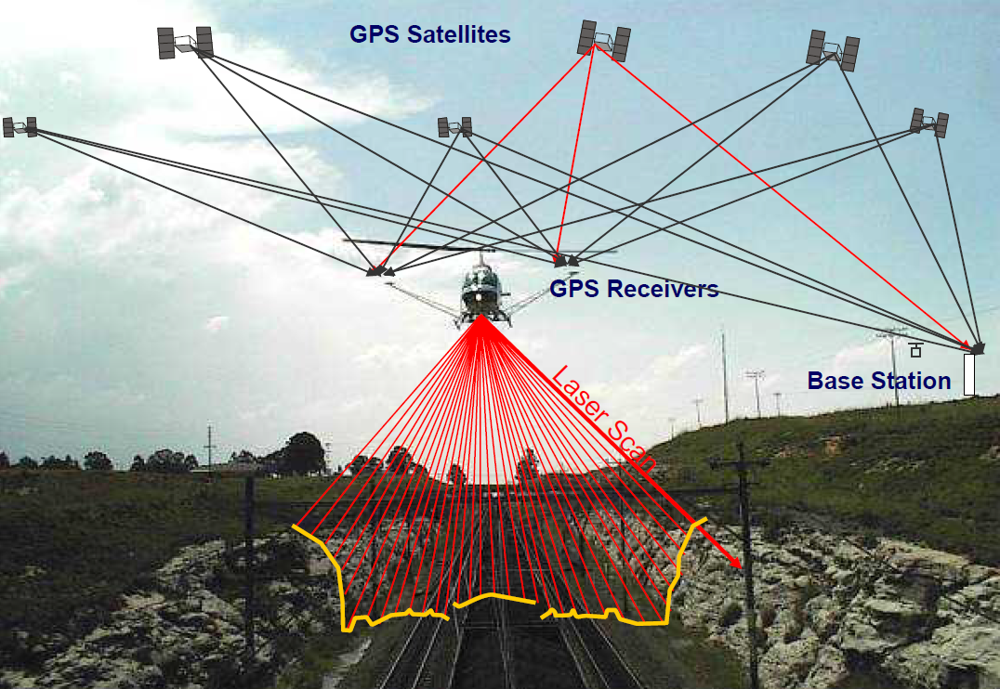 GPS Satellites
GPS Receivers
Base Station
Laser Scan